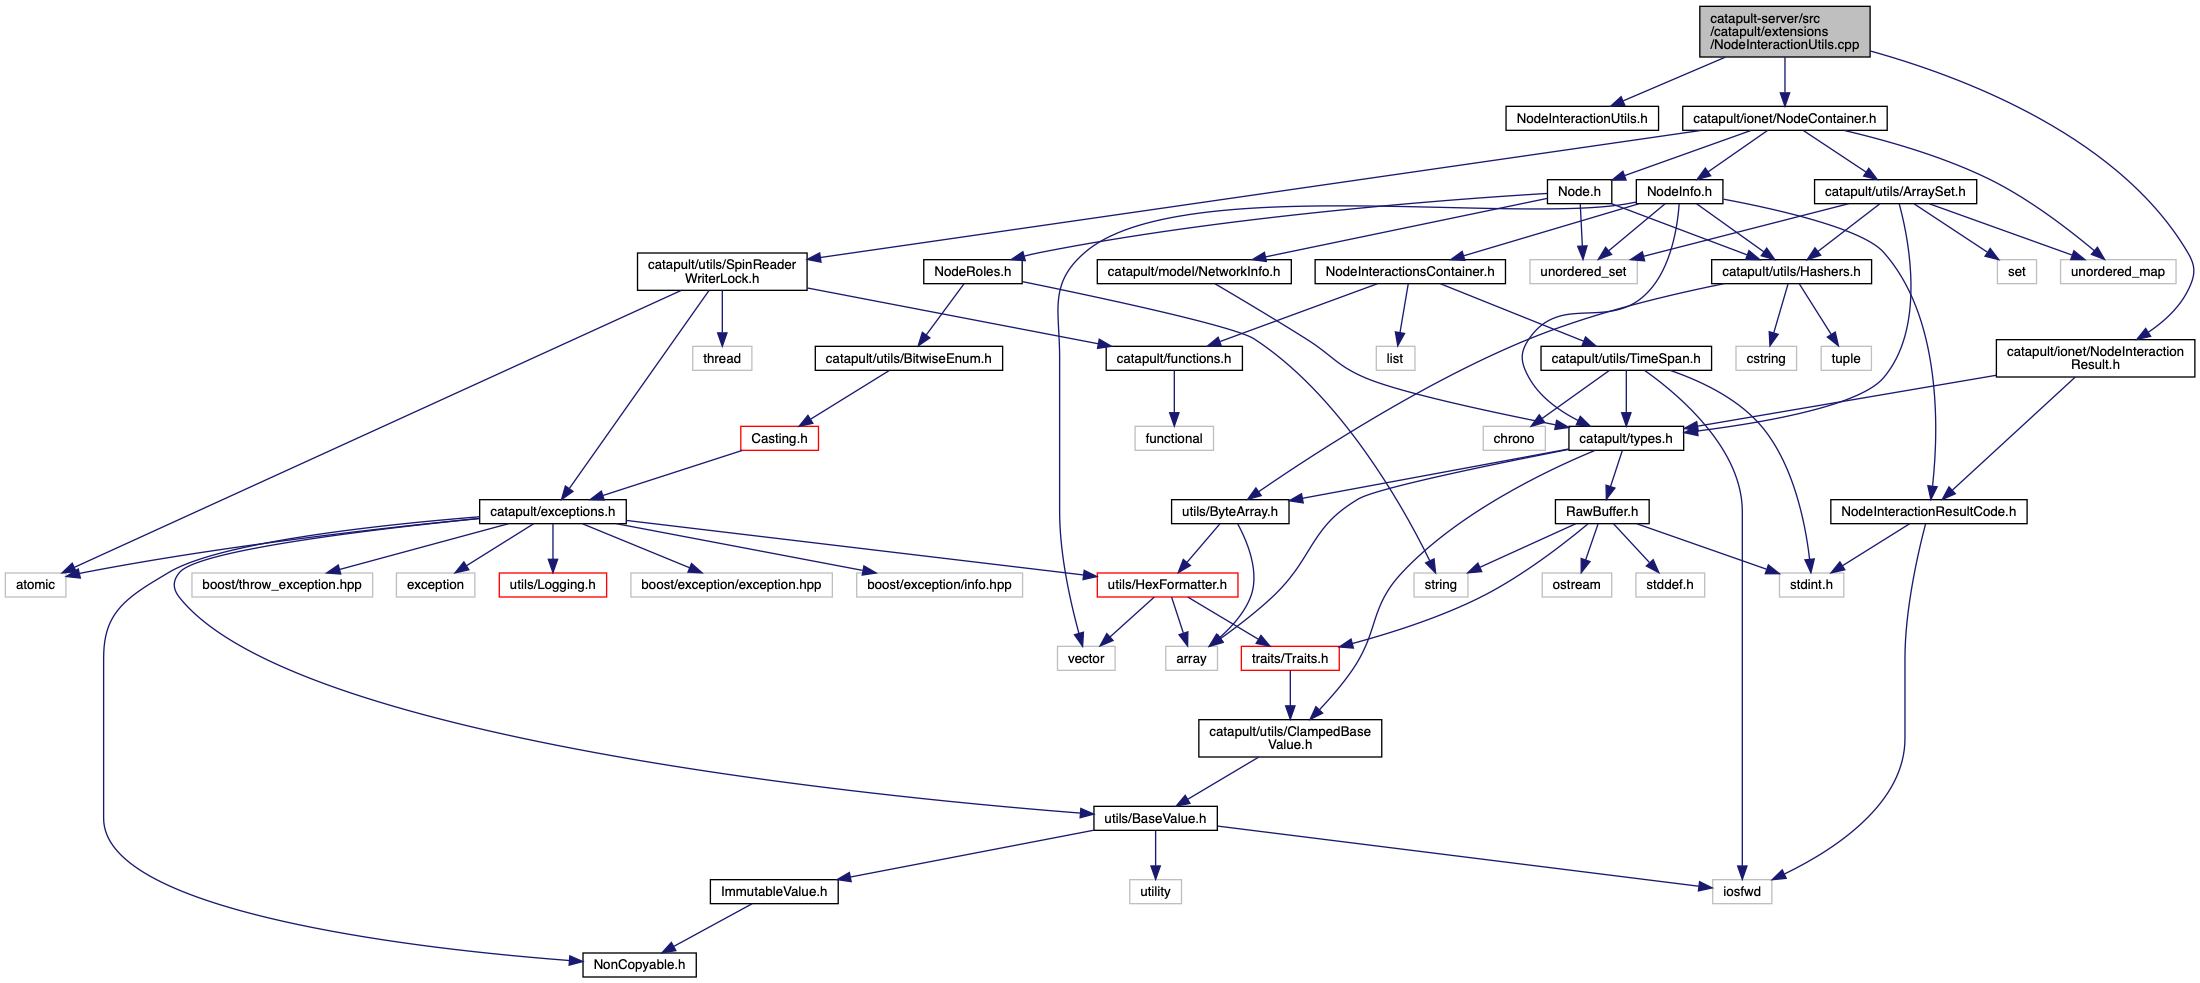 catapult-server/src
/catapult/extensions
/NodeInteractionUtils.cpp
NodeInteractionUtils.h
catapult/ionet/NodeContainer.h
Node.h
NodeInfo.h
catapult/utils/ArraySet.h
catapult/utils/SpinReader
WriterLock.h
NodeRoles.h
catapult/model/NetworkInfo.h
NodeInteractionsContainer.h
unordered_set
catapult/utils/Hashers.h
set
unordered_map
thread
catapult/utils/BitwiseEnum.h
catapult/functions.h
list
catapult/utils/TimeSpan.h
cstring
tuple
catapult/ionet/NodeInteraction
Result.h
Casting.h
functional
chrono
catapult/types.h
catapult/exceptions.h
utils/ByteArray.h
RawBuffer.h
NodeInteractionResultCode.h
atomic
boost/throw_exception.hpp
exception
utils/Logging.h
boost/exception/exception.hpp
boost/exception/info.hpp
utils/HexFormatter.h
string
ostream
stddef.h
stdint.h
vector
array
traits/Traits.h
catapult/utils/ClampedBase
Value.h
utils/BaseValue.h
ImmutableValue.h
utility
iosfwd
NonCopyable.h